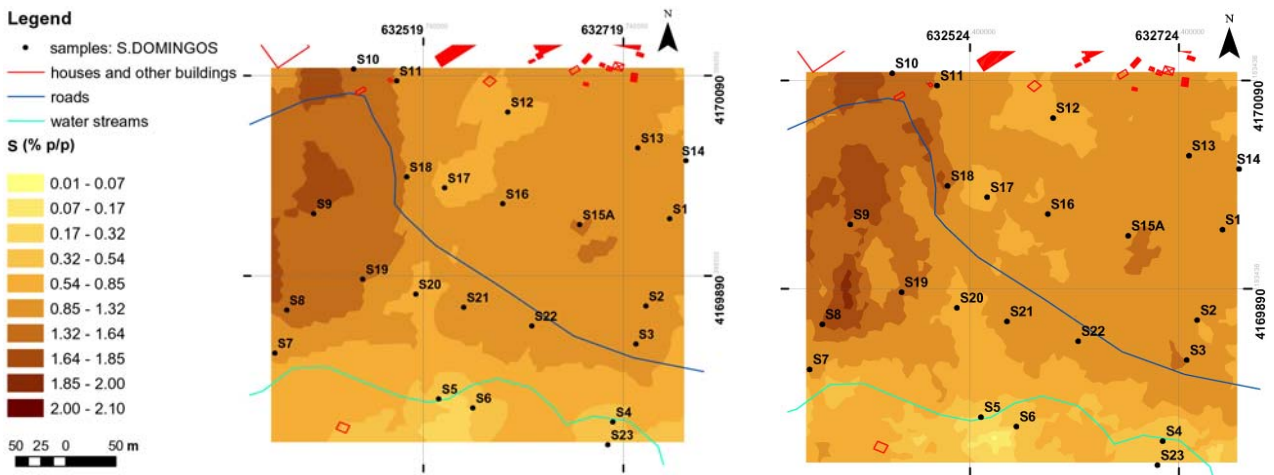 Legend
samples: S.DOMINGOS
houses and other buildings
roads
water streams
S (% p/p)
0.01 - 0.07
0.07 - 0.17
0.17 - 0.32
0.32 - 0.54
0.54 - 0.85
0.85 - 1.32
1.32 - 1.64
1.64 - 1.85
1.85 - 2.00
2.00 - 2.10
50 25 0 50 m
632519
632719
N
4170090
4169890
S10
S11
S12
S13
S14
S18
S17
S16
S9
S15A
S1
S19
S20
S21
S2
S8
S22
S3
S7
S5
S6
S4
S23
632524
632724
N
4170090
4169890
S10
S11
S12
S13
S14
S18
S17
S16
S9
S15A
S1
S19
S20
S21
S2
S8
S22
S3
S7
S5
S6
S4
S23